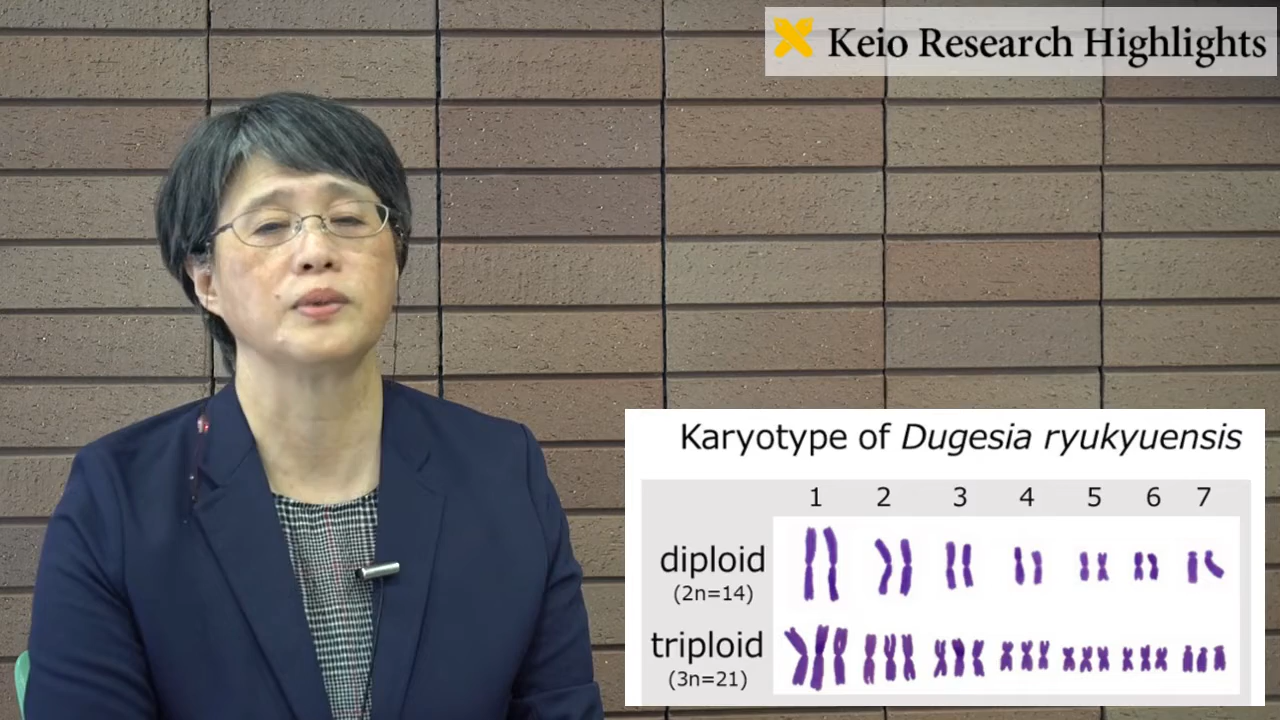 Keio Research Highlights
Karyotype of Dugesia ryukyuensis
1 2 3 4 5 6 7
diploid
(2n=14)
triploid
(3n=21)